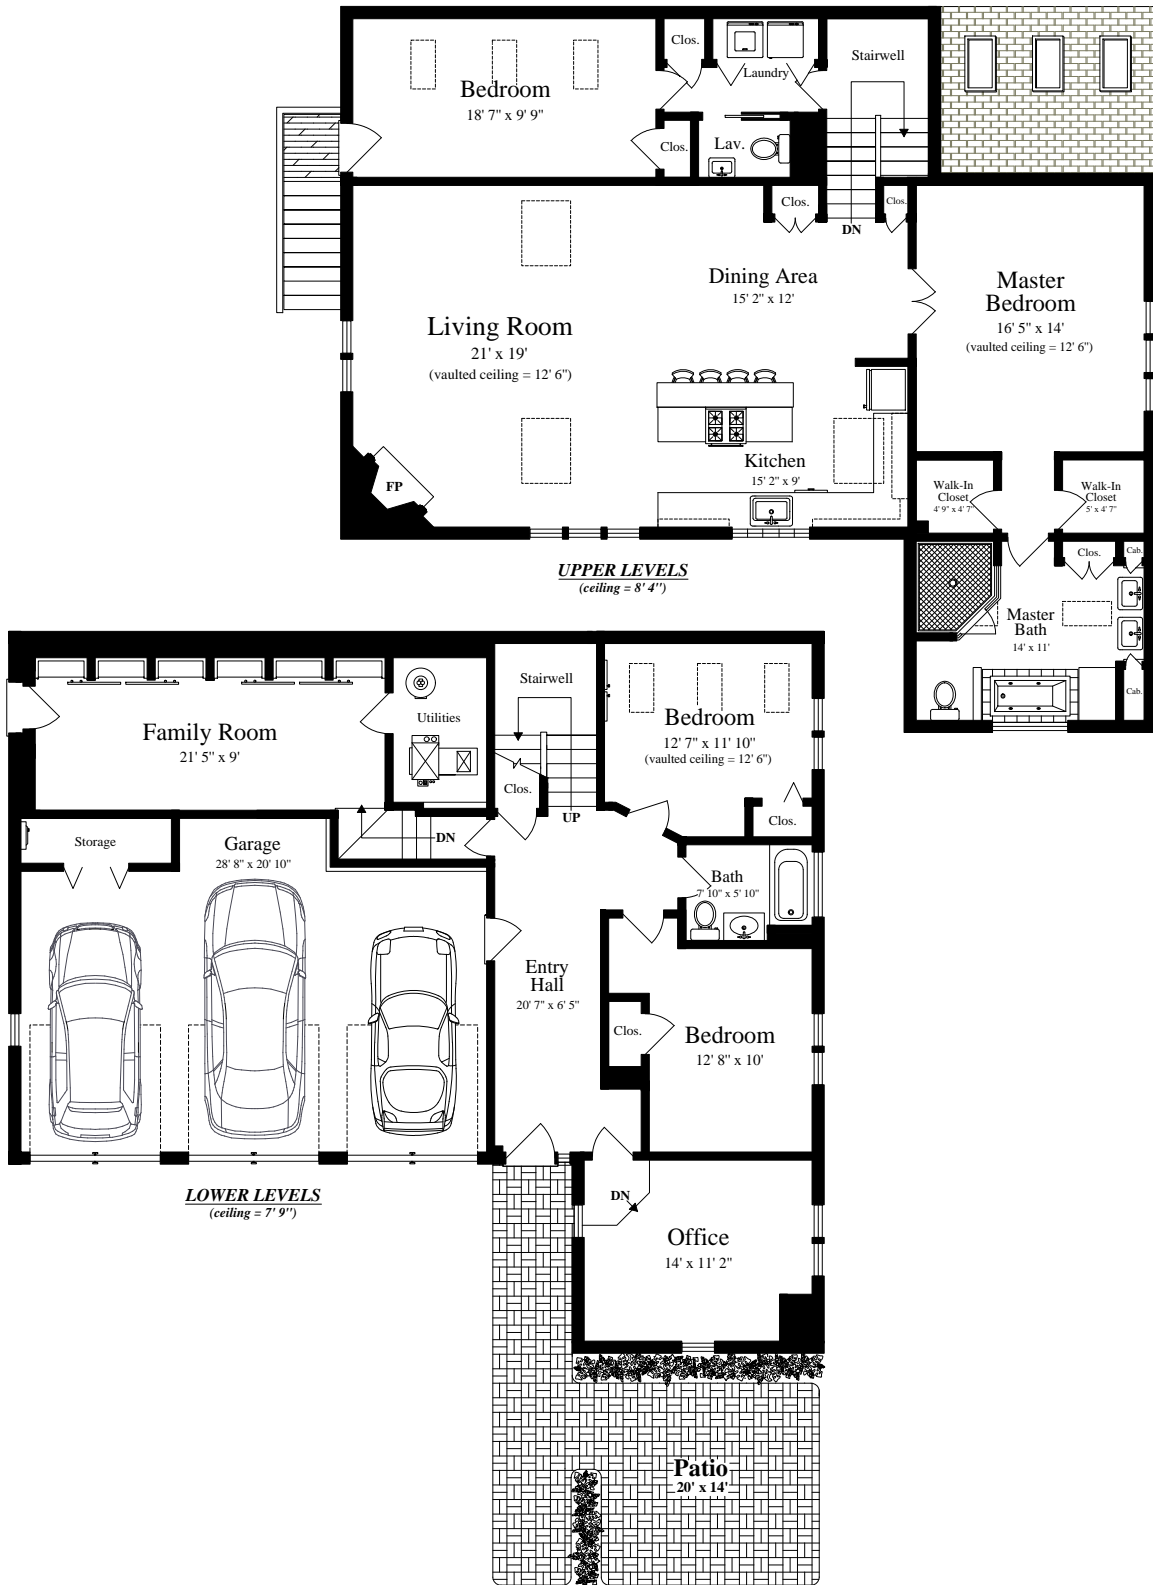 Clos.
Laundry
Stairwell
Bedroom
18' 7" x 9' 9"
Clos.
Lav.
Clos.
DN
Clos.
Dining Area
15' 2" x 12'
Living Room
21' x 19'
(vaulted ceiling = 12' 6")
Master
Bedroom
16' 5" x 14'
(vaulted ceiling = 12' 6")
FP
Kitchen
15' 2" x 9'
Walk-In
Closet
4' 9" x 4' 7"
Walk-In
Closet
5' x 4' 7"
Clos.
Cab.
Master
Bath
14' x 11'
Cab.
UPPER LEVELS
(ceiling = 8' 4")
Family Room
21' 5" x 9'
Utilities
Stairwell
Clos.
UP
Bedroom
12' 7" x 11' 10"
(vaulted ceiling = 12' 6")
Clos.
Storage
Garage
28' 8" x 20' 10"
DN
Bath
7' 10" x 5' 10"
Entry
Hall
20' 7" x 6' 5"
Clos.
Bedroom
12' 8" x 10'
LOWER LEVELS
(ceiling = 7' 9")
DN
Office
14' x 11' 2"
Patio
20' x 14'